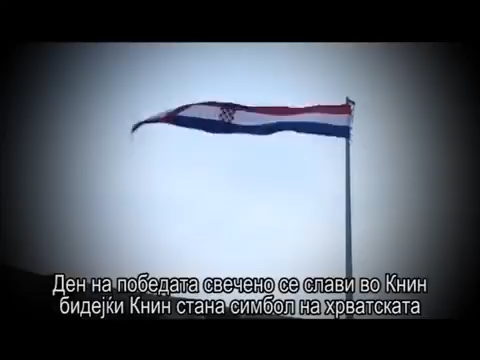 Ден на победата свечено се слави во Книн
бидејќи Книн стана симбол на хрватската